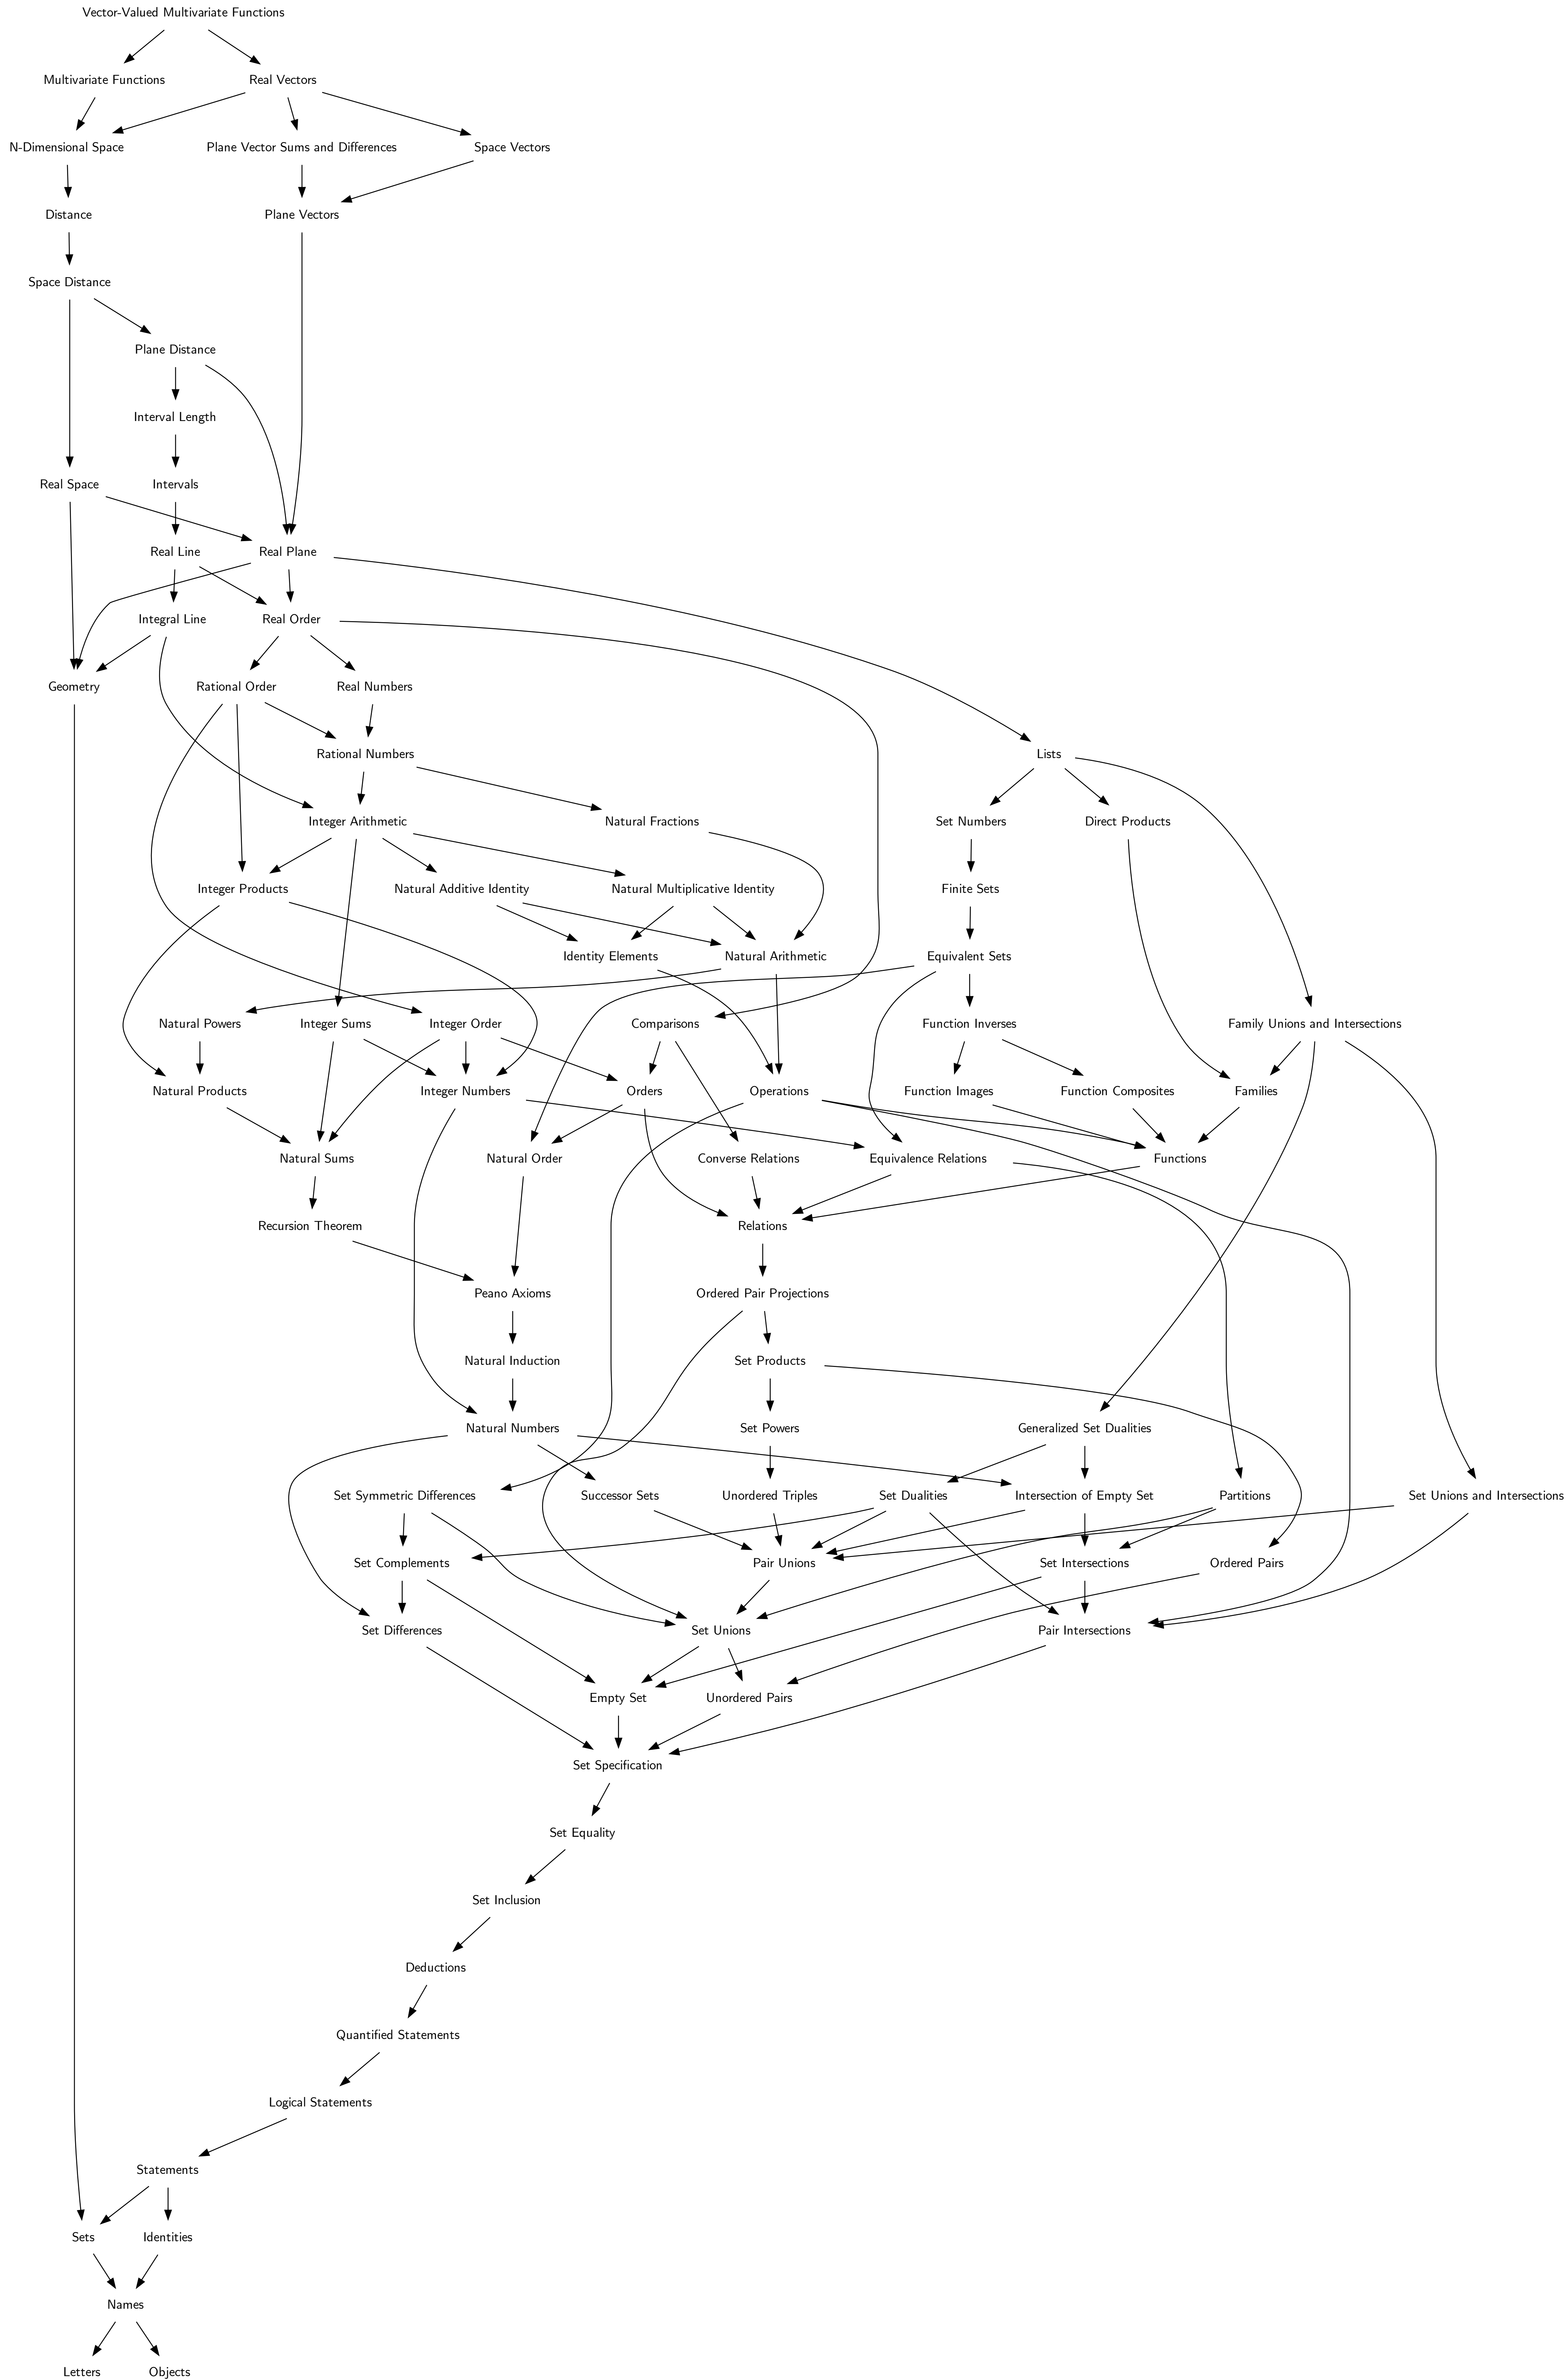 Vector-Valued Multivariate Functions
Multivariate Functions
Real Vectors
N-Dimensional Space
Plane Vector Sums and Differences
Space Vectors
Distance
Plane Vectors
Space Distance
Plane Distance
Interval Length
Real Space
Intervals
Real Line
Real Plane
Integral Line
Real Order
Geometry
Rational Order
Real Numbers
Rational Numbers
Lists
Integer Arithmetic
Natural Fractions
Set Numbers
Direct Products
Integer Products
Natural Additive Identity
Natural Multiplicative Identity
Finite Sets
Identity Elements
Natural Arithmetic
Equivalent Sets
Natural Powers
Integer Sums
Integer Order
Comparisons
Function Inverses
Family Unions and Intersections
Natural Products
Integer Numbers
Orders
Operations
Function Images
Function Composites
Families
Natural Sums
Natural Order
Converse Relations
Equivalence Relations
Functions
Recursion Theorem
Relations
Peano Axioms
Ordered Pair Projections
Natural Induction
Set Products
Natural Numbers
Set Powers
Generalized Set Dualities
Set Symmetric Differences
Successor Sets
Unordered Triples
Set Dualities
Intersection of Empty Set
Partitions
Set Unions and Intersections
Set Complements
Pair Unions
Set Intersections
Ordered Pairs
Set Differences
Set Unions
Pair Intersections
Empty Set
Unordered Pairs
Set Specification
Set Equality
Set Inclusion
Deductions
Quantified Statements
Logical Statements
Statements
Sets
Identities
Names
Letters
Objects